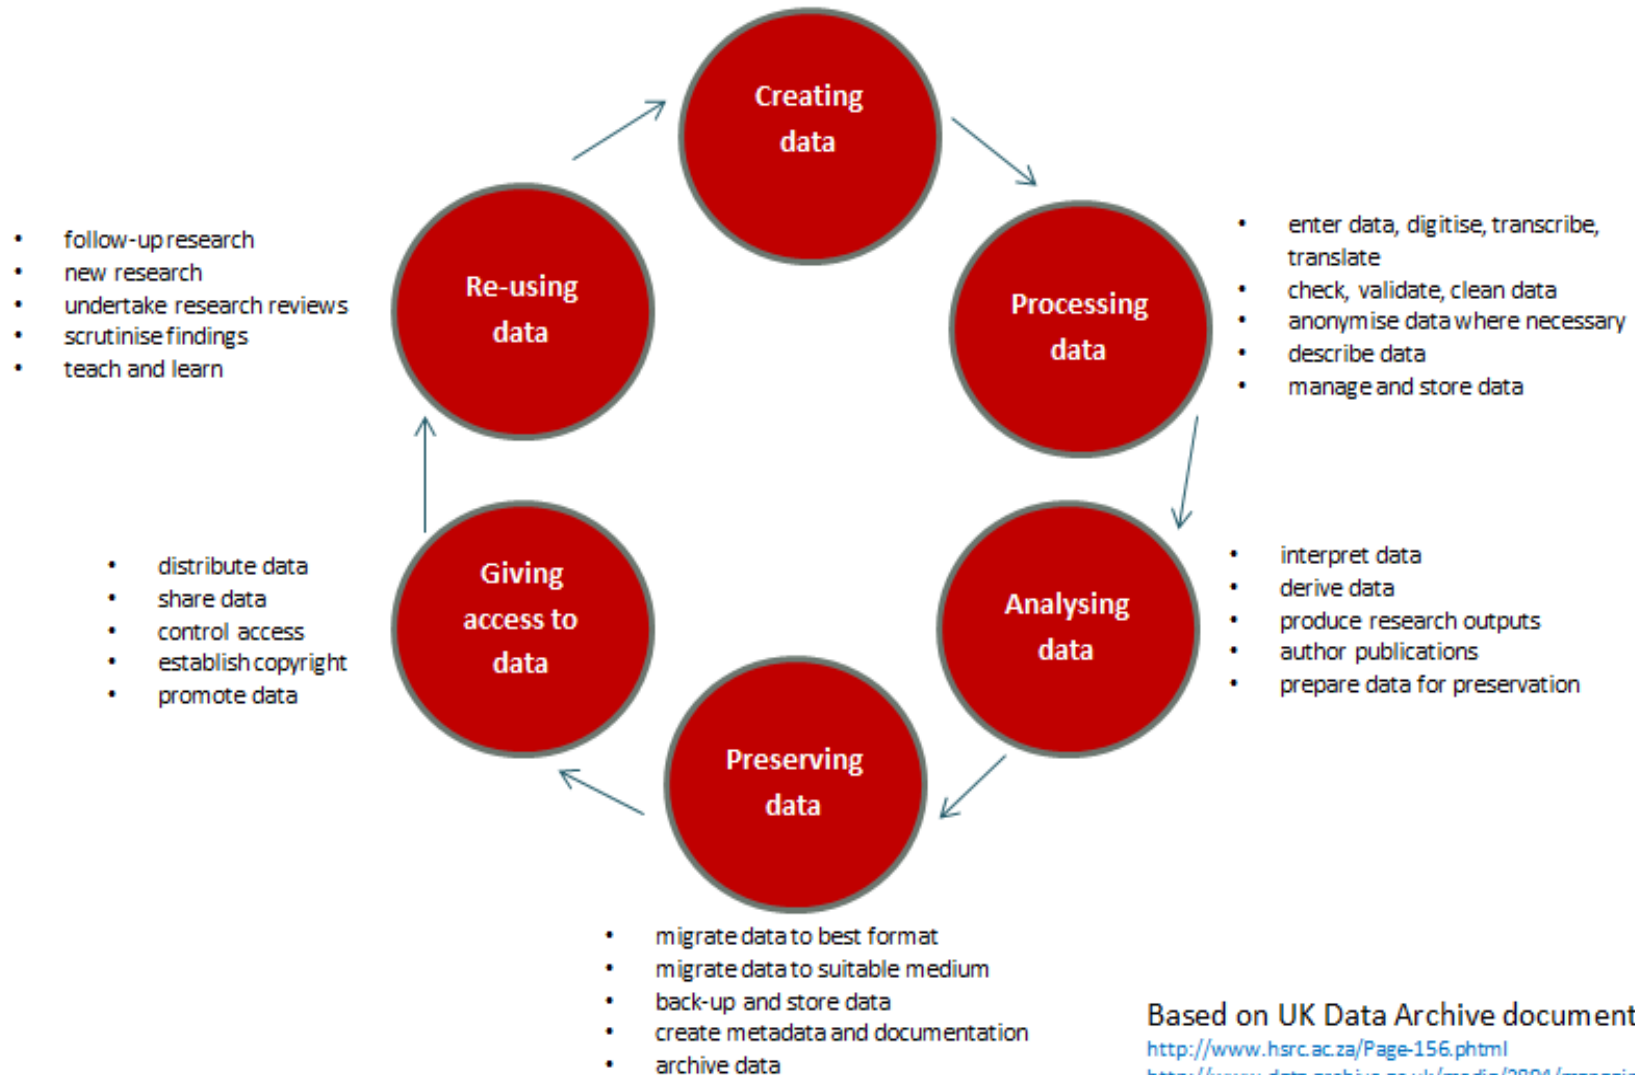 Creating
data
Processing
data
• enter data, digitise, transcribe,
translate
• check, validate, clean data
• anonymise data where necessary
• describe data
• manage and store data
Analysing
data
• interpret data
• derive data
• produce research outputs
• author publications
• prepare data for preservation
Preserving
data
• migrate data to best format
• migrate data to suitable medium
• back-up and store data
• create metadata and documentation
• archive data
Giving
access to
data
• distribute data
• share data
• control access
• establish copyright
• promote data
Re-using
data
• follow-up research
• new research
• undertake research reviews
• scrutinise findings
• teach and learn
Based on UK Data Archive document
http://www.hsrc.ac.za/Page-156.phtml